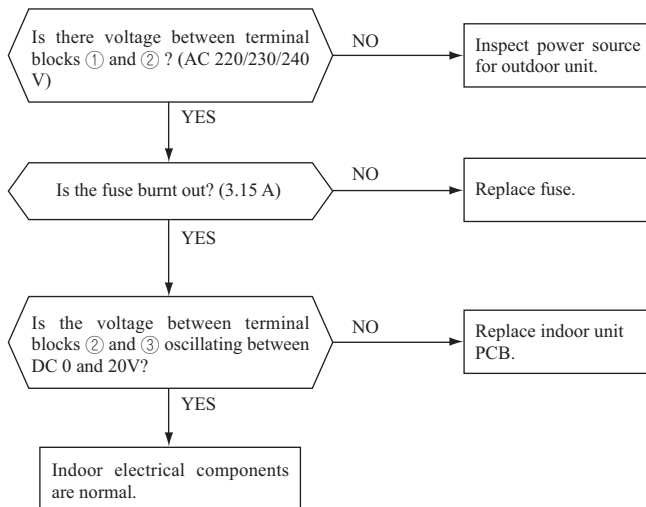 Is there voltage between terminal
blocks ① and ② ? (AC 220/230/240
V)
NO
Inspect power source
for outdoor unit.
YES
Is the fuse burnt out? (3.15 A)
NO
Replace fuse.
YES
Is the voltage between terminal
blocks ② and ③ oscillating between
DC 0 and 20V?
NO
Replace indoor unit
PCB.
YES
Indoor electrical components
are normal.